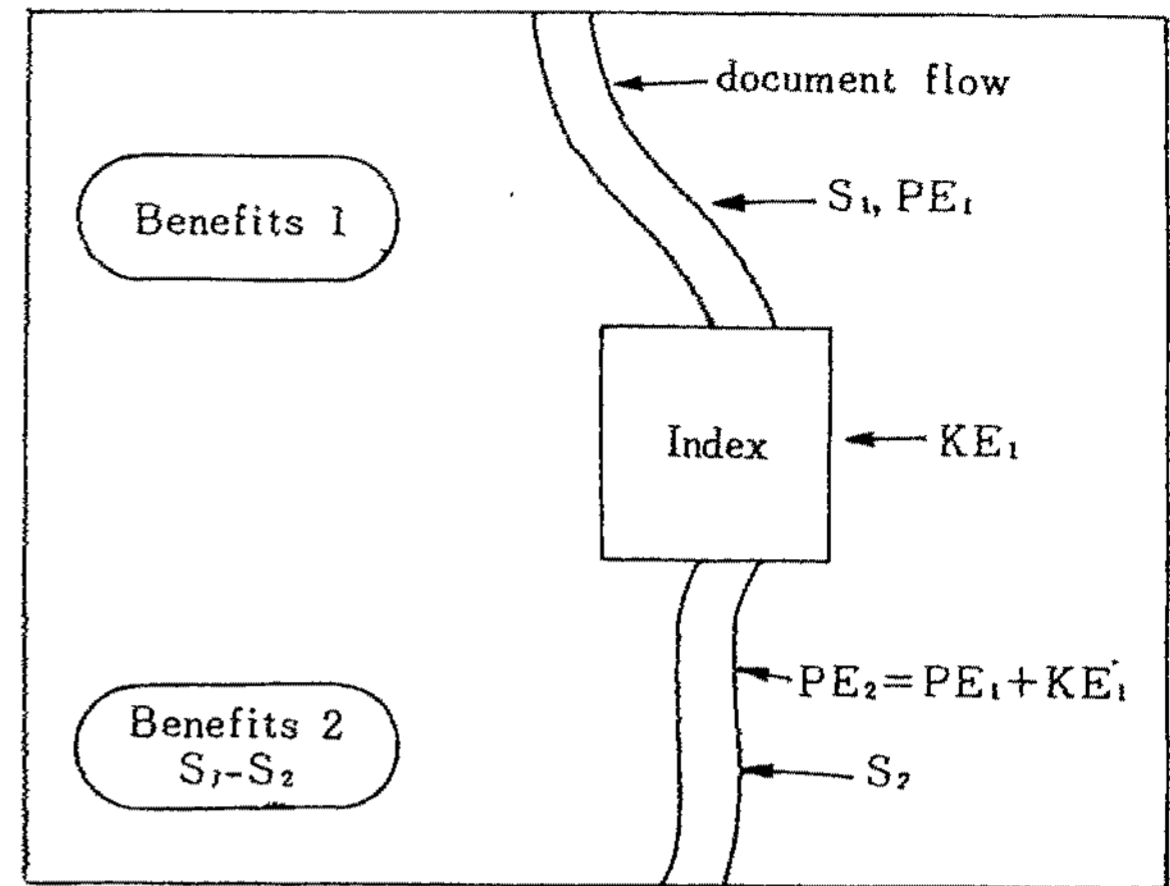 document flow
S₁, PE₁
Benefits 1
Index
KE₁
PE₂=PE₁+KE₁
Benefits 2
S₁-S₂
S₂